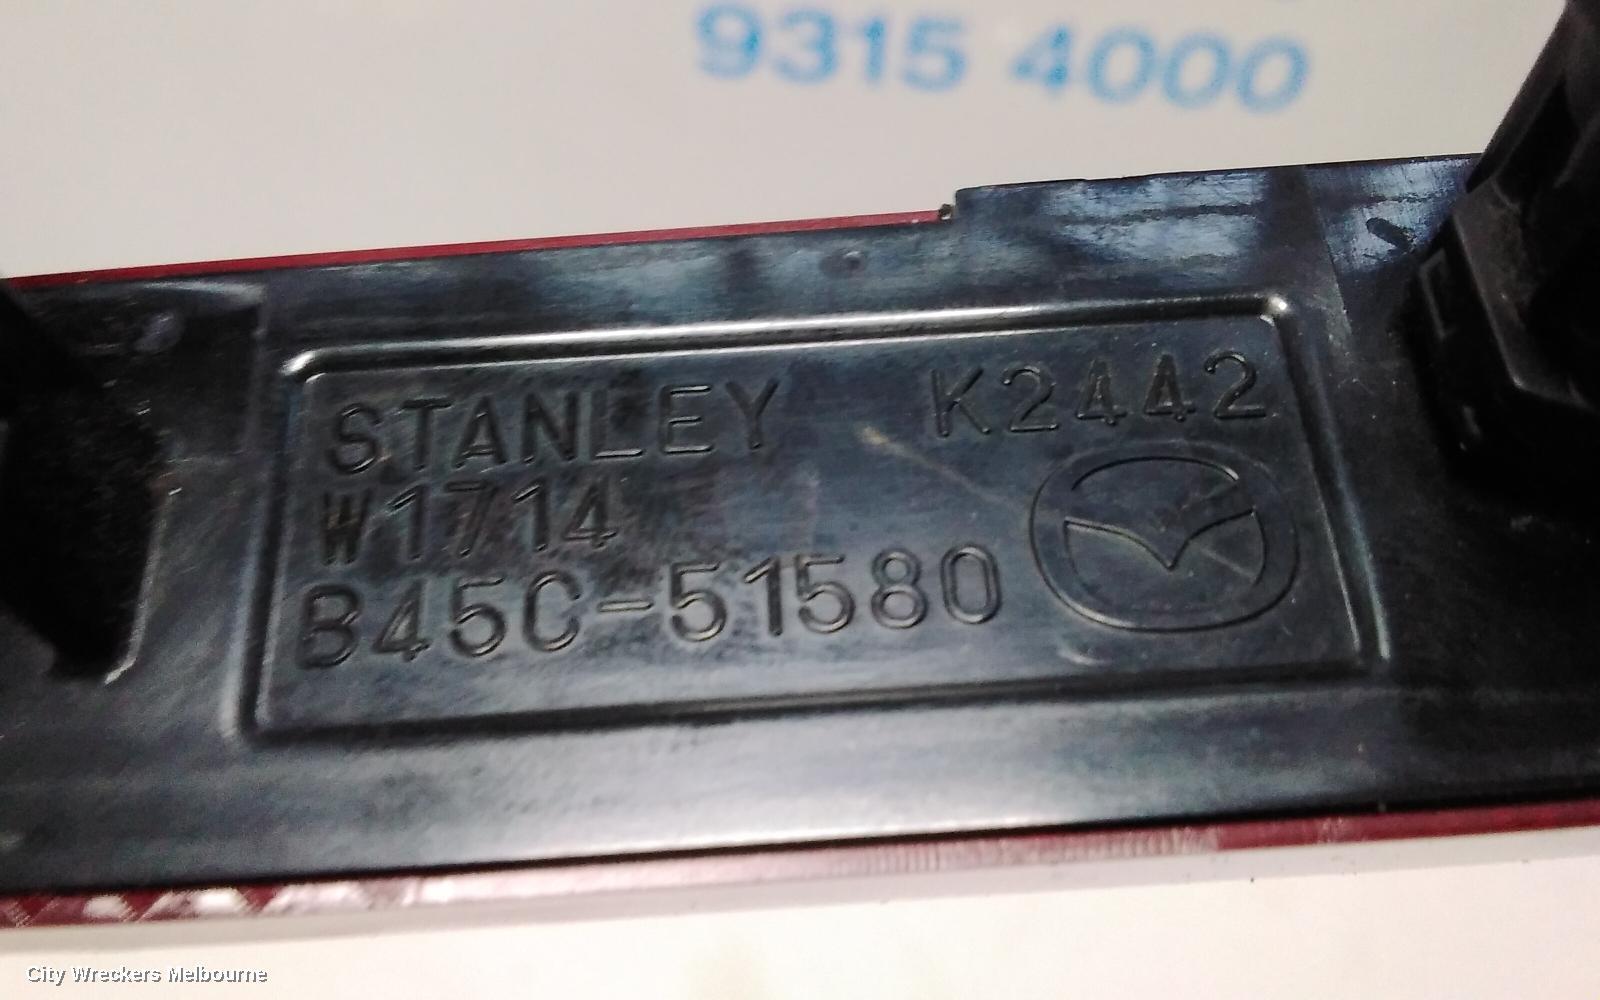 9315 4000
STANLEY K2442
W1714
B45C-51580
City Wreckers Melbourne